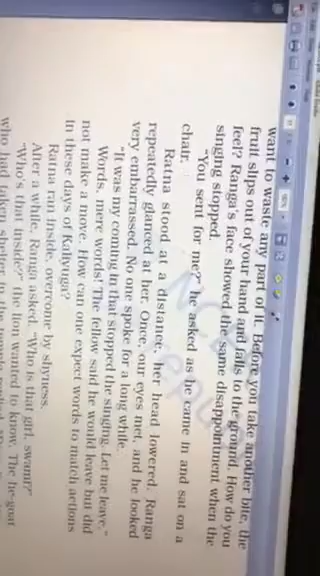 want to waste any part of it. Before you take another bite, the
fruit slips out of your hand and falls to the ground. How do you
feel? Ranga's face showed the same disappointment when the
singing stopped.
"You sent for me?" he asked as he came in and sat on a
chair.
Ratna stood at a distance, her head lowered. Ranga
repeatedly glanced at her. Once, our eyes met, and he looked
very embarrassed. No one spoke for a long while.
"It was my coming in that stopped the singing. Let me leave."
Words, mere words! The fellow said he would leave but did
not make a move. How can one expect words to match actions
in these days of Kaliyuga?
Ratna ran inside, overcome by shyness.
After a while, Ranga asked, "Who is that girl, swami?"
"Who's that inside?" the lion wanted to know. The he-goat
who had taken shelter in the